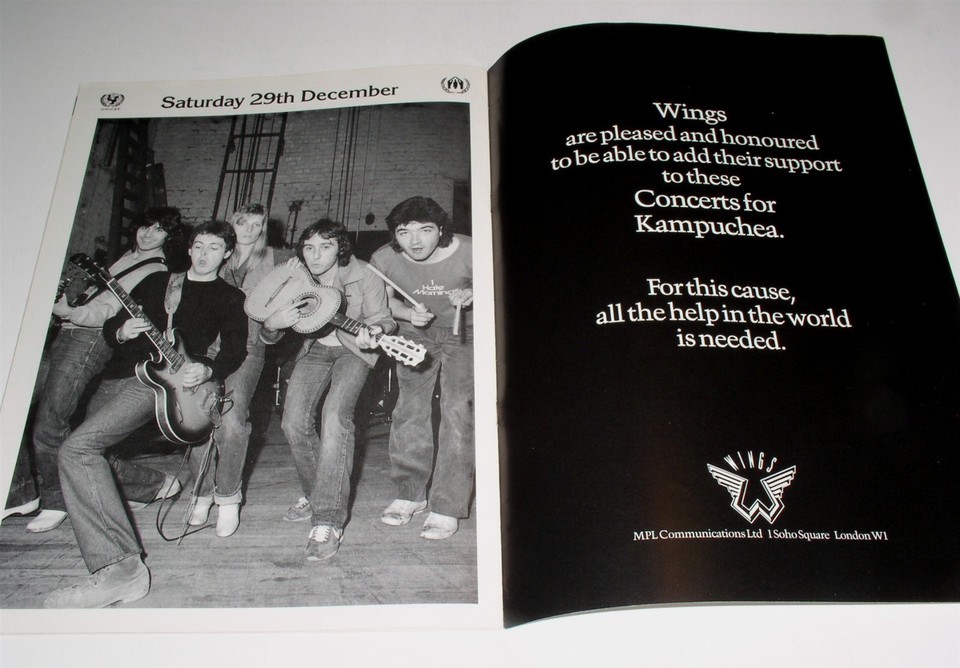 unicef
Saturday 29th December
I
Hate
Mornings
Wings
are pleased and honoured
to be able to add their support
to these
Concerts for
Kampuchea.
For this cause,
all the help in the world
is needed.
WINGS
MPL Communications Ltd 1 Soho Square London W1